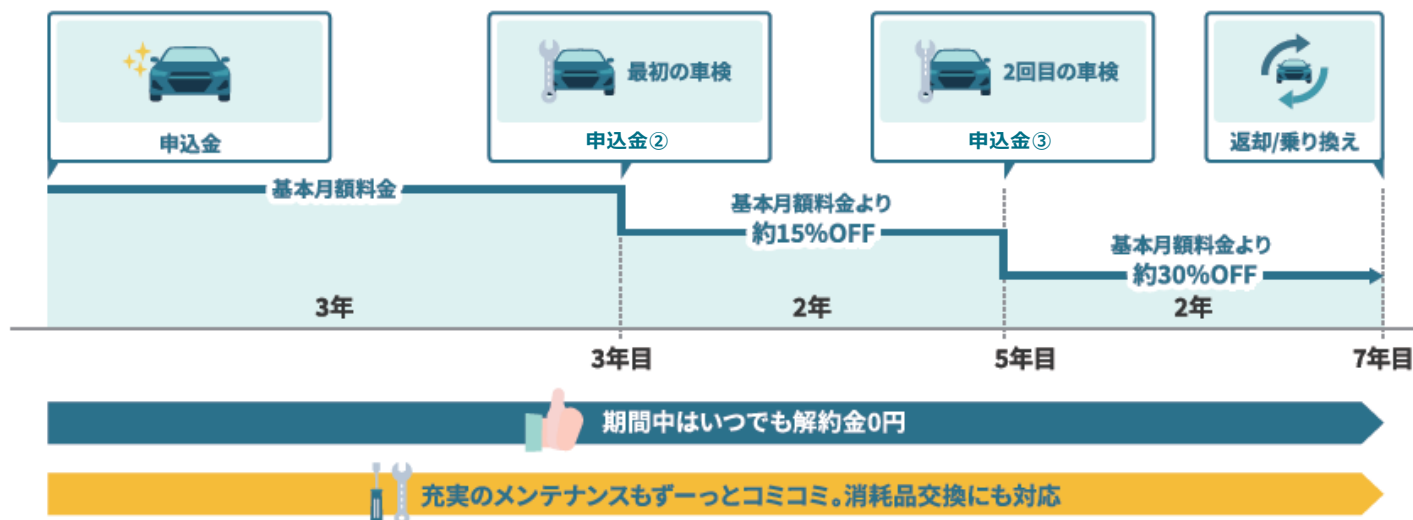 最初の車検
2回目の車検
申込金
申込金②
申込金③
返却/乗り換え
基本月額料金
基本月額料金より
約15%OFF
基本月額料金より
約30%OFF
3年
2年
2年
3年目
5年目
7年目
期間中はいつでも解約金0円
充実のメンテナンスもずーっとコミコミ。消耗品交換にも対応